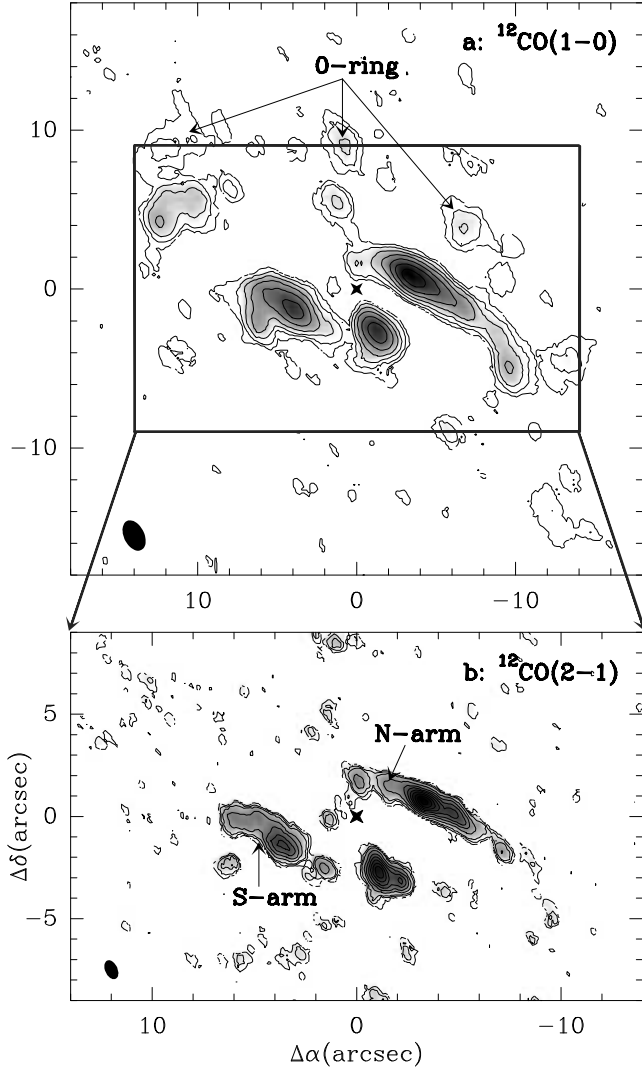 a: ¹²CO(1−0)
O−ring
10
0
−10
10 0 −10
b: ¹²CO(2−1)
5
N−arm
0
S−arm
−5
10 0 −10
Δδ(arcsec)
Δα(arcsec)